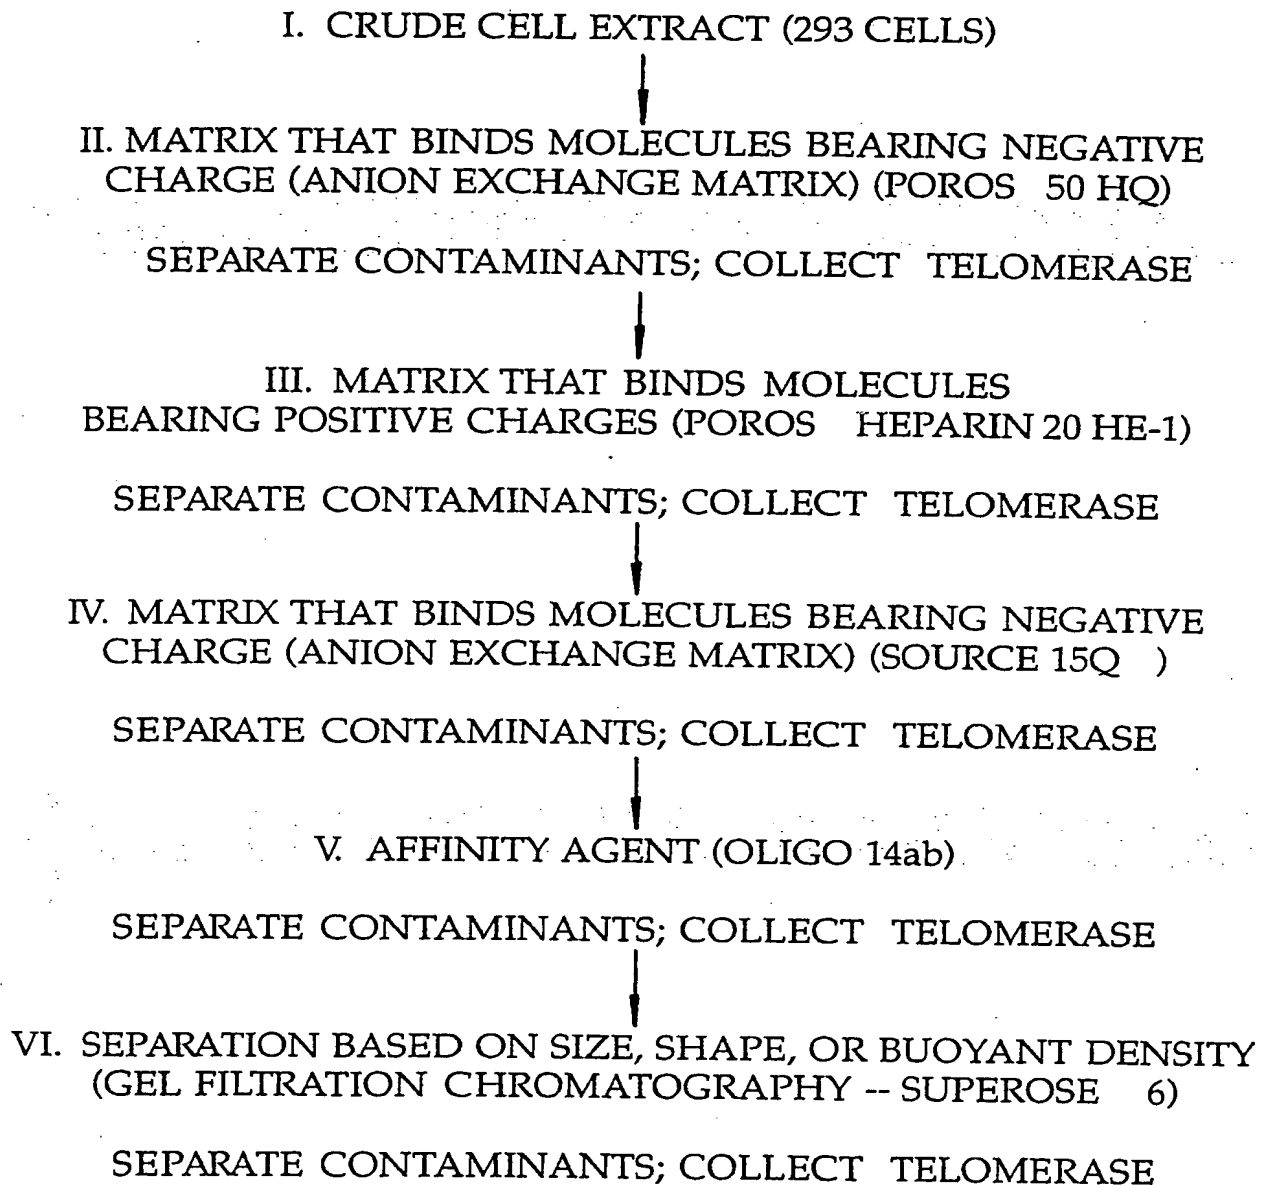 I. CRUDE CELL EXTRACT (293 CELLS)
II. MATRIX THAT BINDS MOLECULES BEARING NEGATIVE
CHARGE (ANION EXCHANGE MATRIX) (POROS 50 HQ)
SEPARATE CONTAMINANTS; COLLECT TELOMERASE
III. MATRIX THAT BINDS MOLECULES
BEARING POSITIVE CHARGES (POROS HEPARIN 20 HE-1)
SEPARATE CONTAMINANTS; COLLECT TELOMERASE
IV. MATRIX THAT BINDS MOLECULES BEARING NEGATIVE
CHARGE (ANION EXCHANGE MATRIX) (SOURCE 15Q )
SEPARATE CONTAMINANTS; COLLECT TELOMERASE
V. AFFINITY AGENT (OLIGO 14ab)
SEPARATE CONTAMINANTS; COLLECT TELOMERASE
VI. SEPARATION BASED ON SIZE, SHAPE, OR BUOYANT DENSITY
(GEL FILTRATION CHROMATOGRAPHY -- SUPEROSE 6)
SEPARATE CONTAMINANTS; COLLECT TELOMERASE